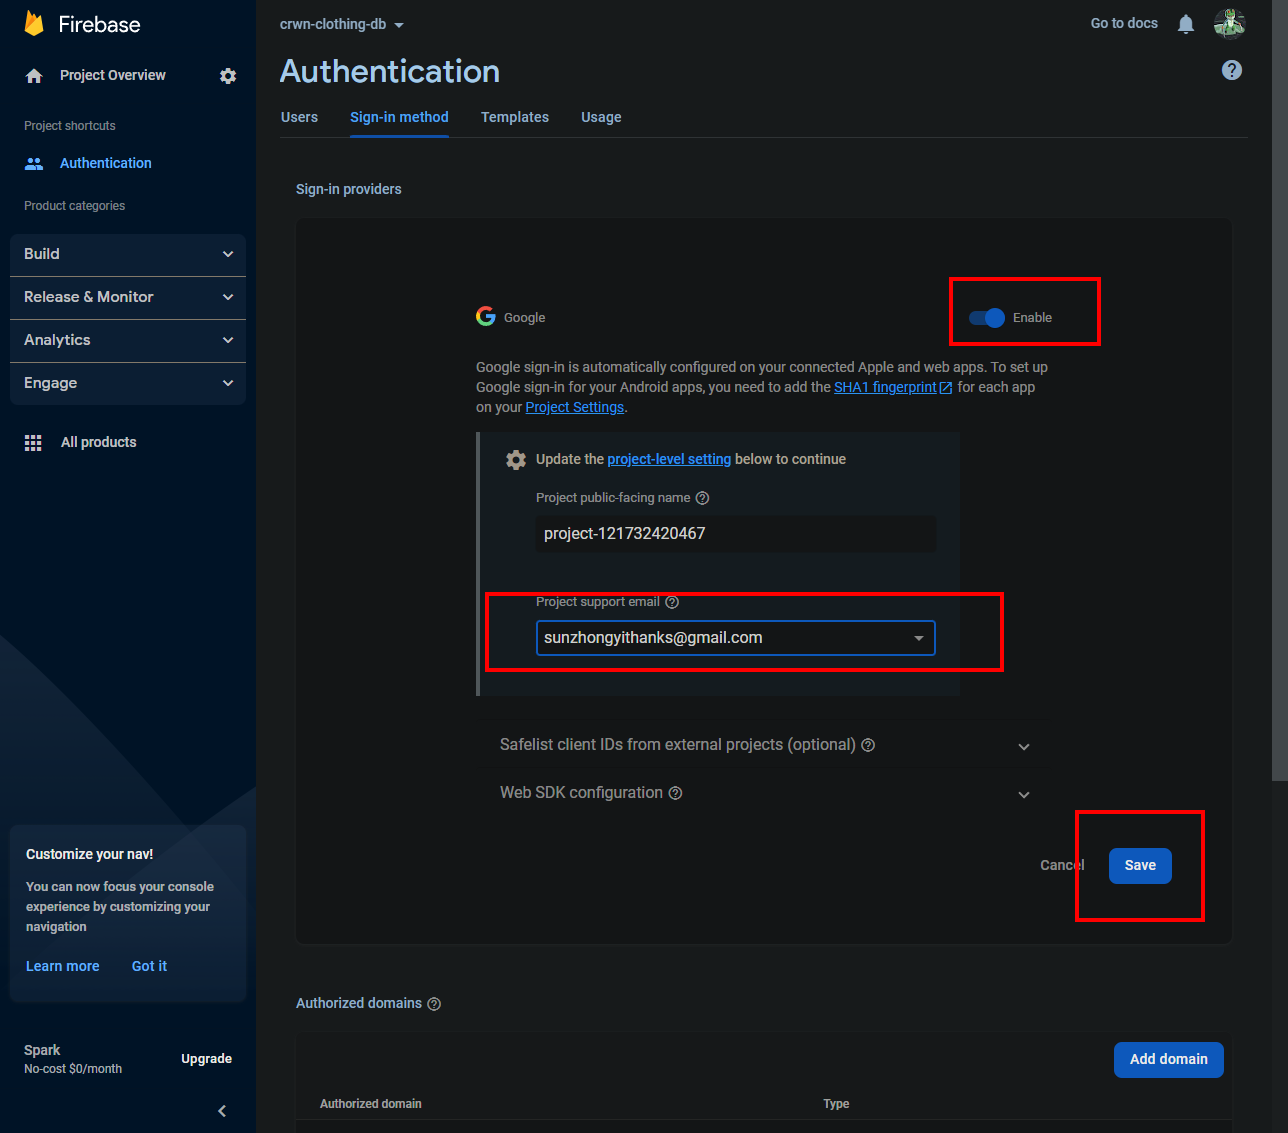 Firebase
Project Overview
Project shortcuts
Authentication
Product categories
Build
Release & Monitor
Analytics
Engage
All products
Customize your nav!
You can now focus your console
experience by customizing your
navigation
Learn more Got it
Spark
No-cost $0/month
Upgrade
crwn-clothing-db
Go to docs
Authentication
Users Sign-in method Templates Usage
Sign-in providers
Google
Enable
Google sign-in is automatically configured on your connected Apple and web apps. To set up
Google sign-in for your Android apps, you need to add the SHA1 fingerprint for each app
on your Project Settings.
Update the project-level setting below to continue
Project public-facing name
project-121732420467
Project support email
sunzhongyithanks@gmail.com
Safelist client IDs from external projects (optional)
Web SDK configuration
Cancel Save
Authorized domains
Add domain
Authorized domain Type